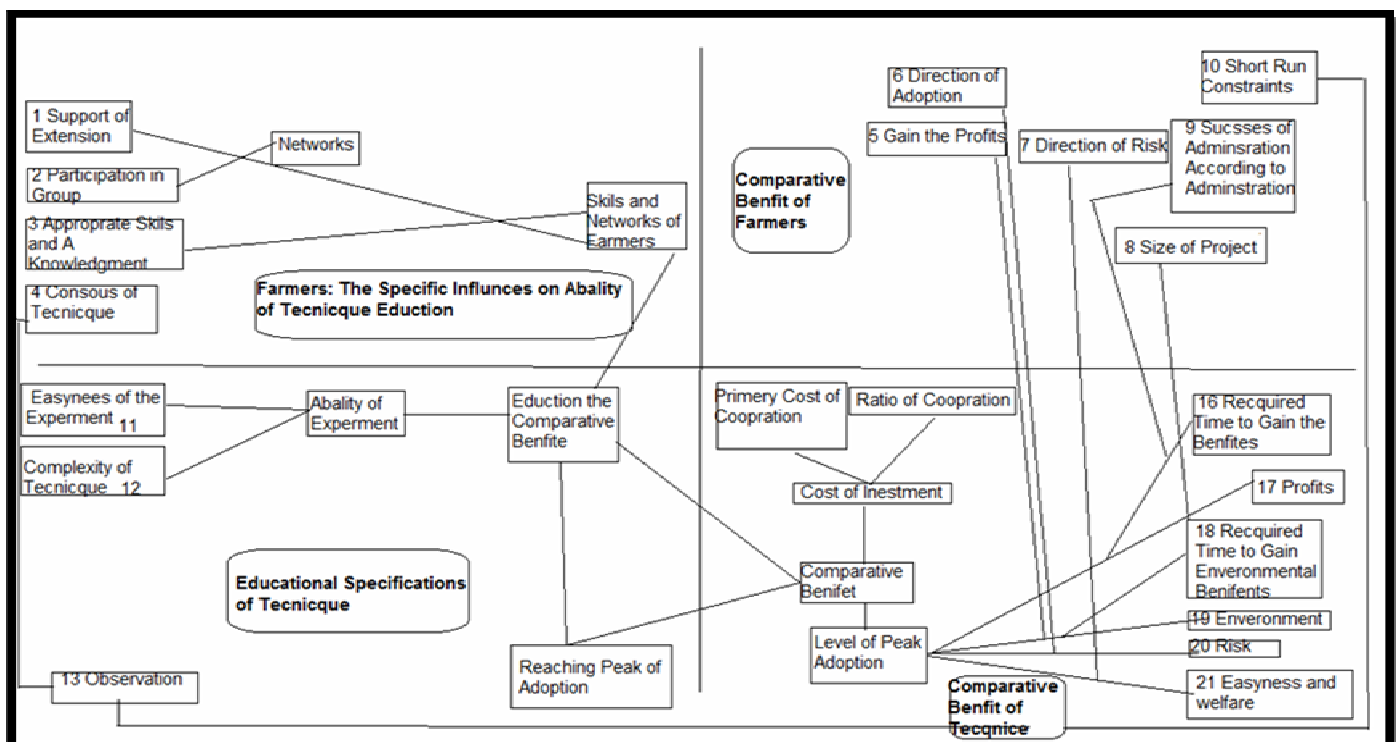 1 Support of
Extension
2 Participation in
Group
3 Approprate Skils
and A
Knowledgment
4 Consous of
Tecnicque
Networks
Skils and
Networks of
Farmers
Farmers: The Specific Influnces on Abality
of Tecnicque Eduction
6 Direction of
Adoption
5 Gain the Profits
7 Direction of Risk
10 Short Run
Constraints
9 Sucsses of
Adminsration
According to
Adminstration
8 Size of Project
Comparative
Benfit of
Farmers
Easynees of the
Experment 11
Complexity of
Tecnicque 12
Abality of
Experment
Eduction the
Comparative
Benfite
Educational Specifications
of Tecnicque
13 Observation
Reaching Peak of
Adoption
Primery Cost of
Coopration
Ratio of Coopration
Cost of Inestment
Comparative
Benifet
Level of Peak
Adoption
Comparative
Benfit of
Tecqnice
16 Recquired
Time to Gain the
Benfites
17 Profits
18 Recquired
Time to Gain
Enveronmental
Benifents
19 Enveronment
20 Risk
21 Easyness and
welfare